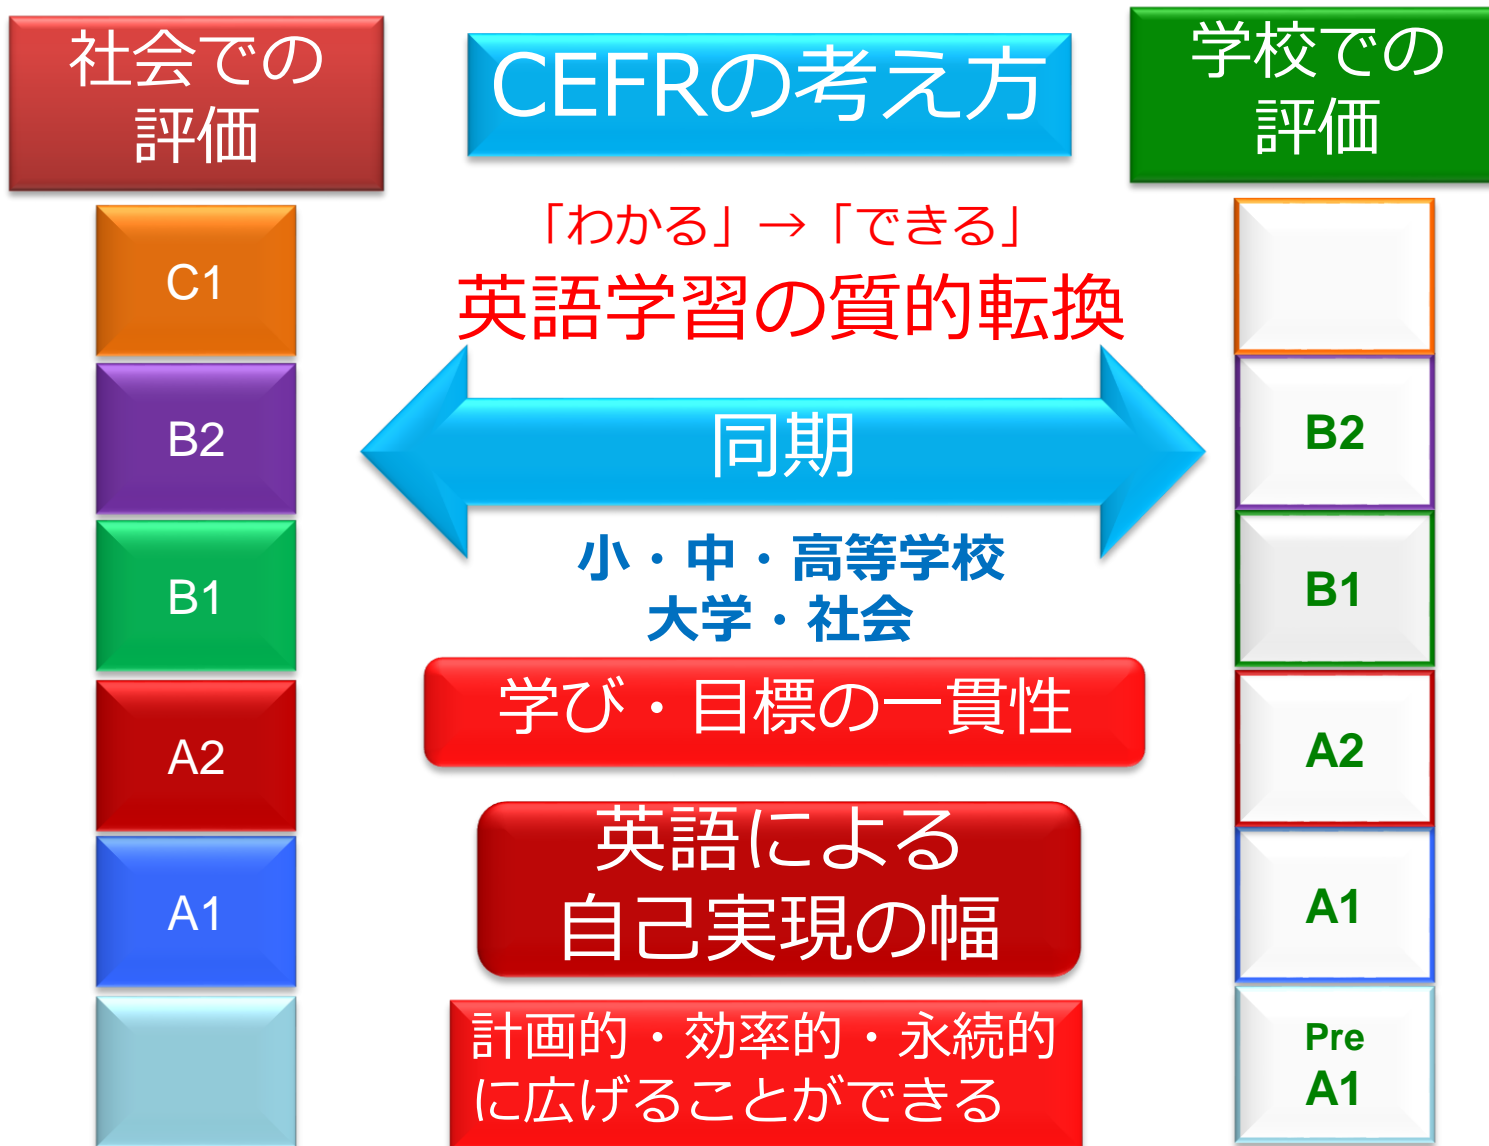 社会での
評価
CEFRの考え方
学校での
評価
「わかる」→「できる」
英語学習の質的転換
同期
小・中・高等学校
大学・社会
学び・目標の一貫性
英語による
自己実現の幅
計画的・効率的・永続的
に広げることができる
C1
B2
B1
A2
A1
B2
B1
A2
A1
Pre
A1